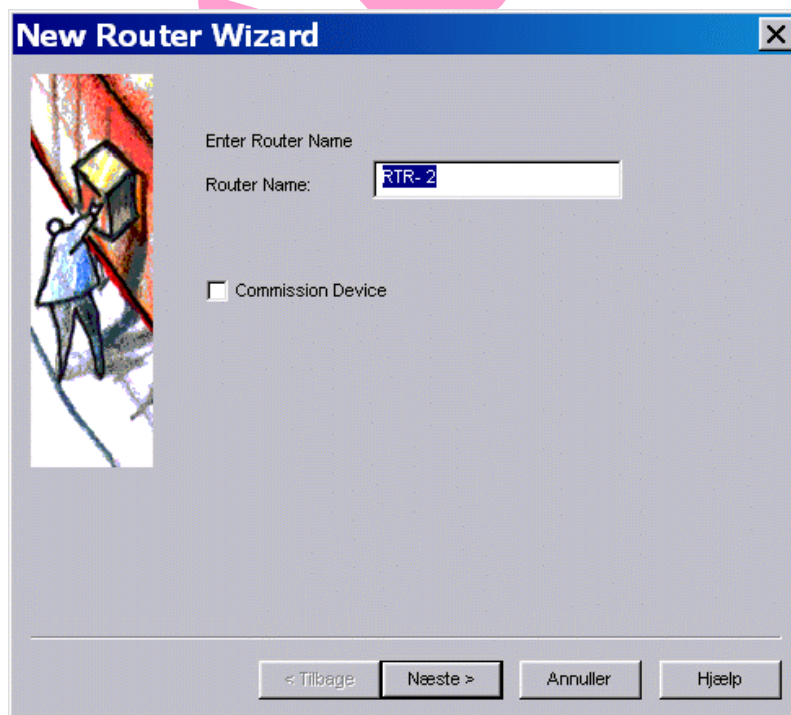 New Router Wizard
Enter Router Name
Router Name: RTR- 2
Commission Device
< Tilbage Næste > Annuller Hjælp